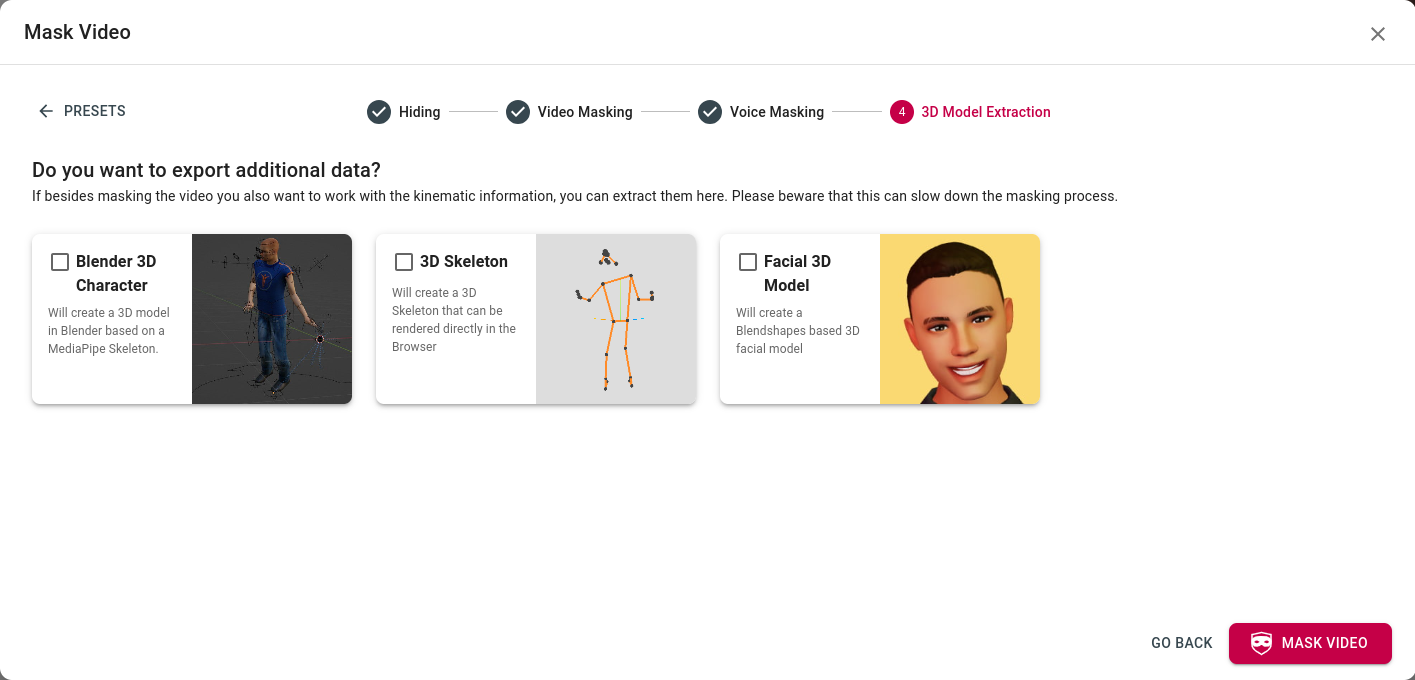 Mask Video
PRESETS
Hiding
Video Masking
Voice Masking
4
3D Model Extraction
Do you want to export additional data?
If besides masking the video you also want to work with the kinematic information, you can extract them here. Please beware that this can slow down the masking process.
Blender 3D
Character
Will create a 3D model
in Blender based on a
MediaPipe Skeleton.
3D Skeleton
Will create a 3D
Skeleton that can be
rendered directly in the
Browser
Facial 3D
Model
Will create a
Blendshapes based 3D
facial model
GO BACK
MASK VIDEO